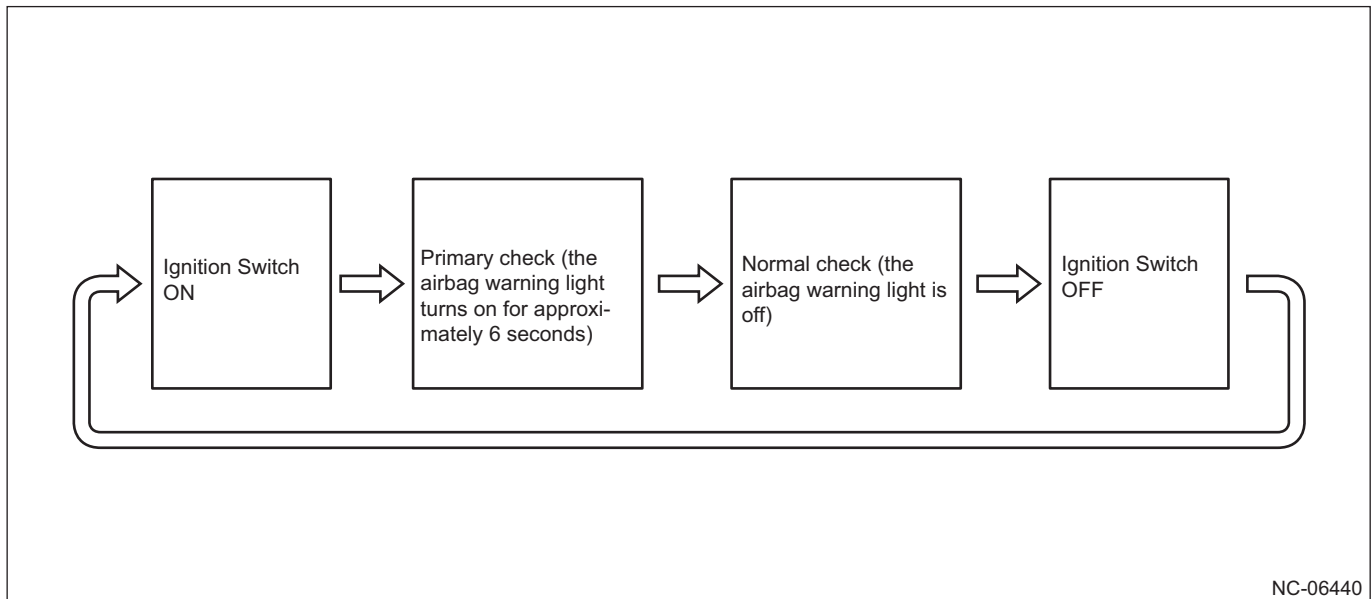 Ignition Switch
ON
Primary check (the
airbag warning light
turns on for approxi-
mately 6 seconds)
Normal check (the
airbag warning light is
off)
Ignition Switch
OFF
NC-06440